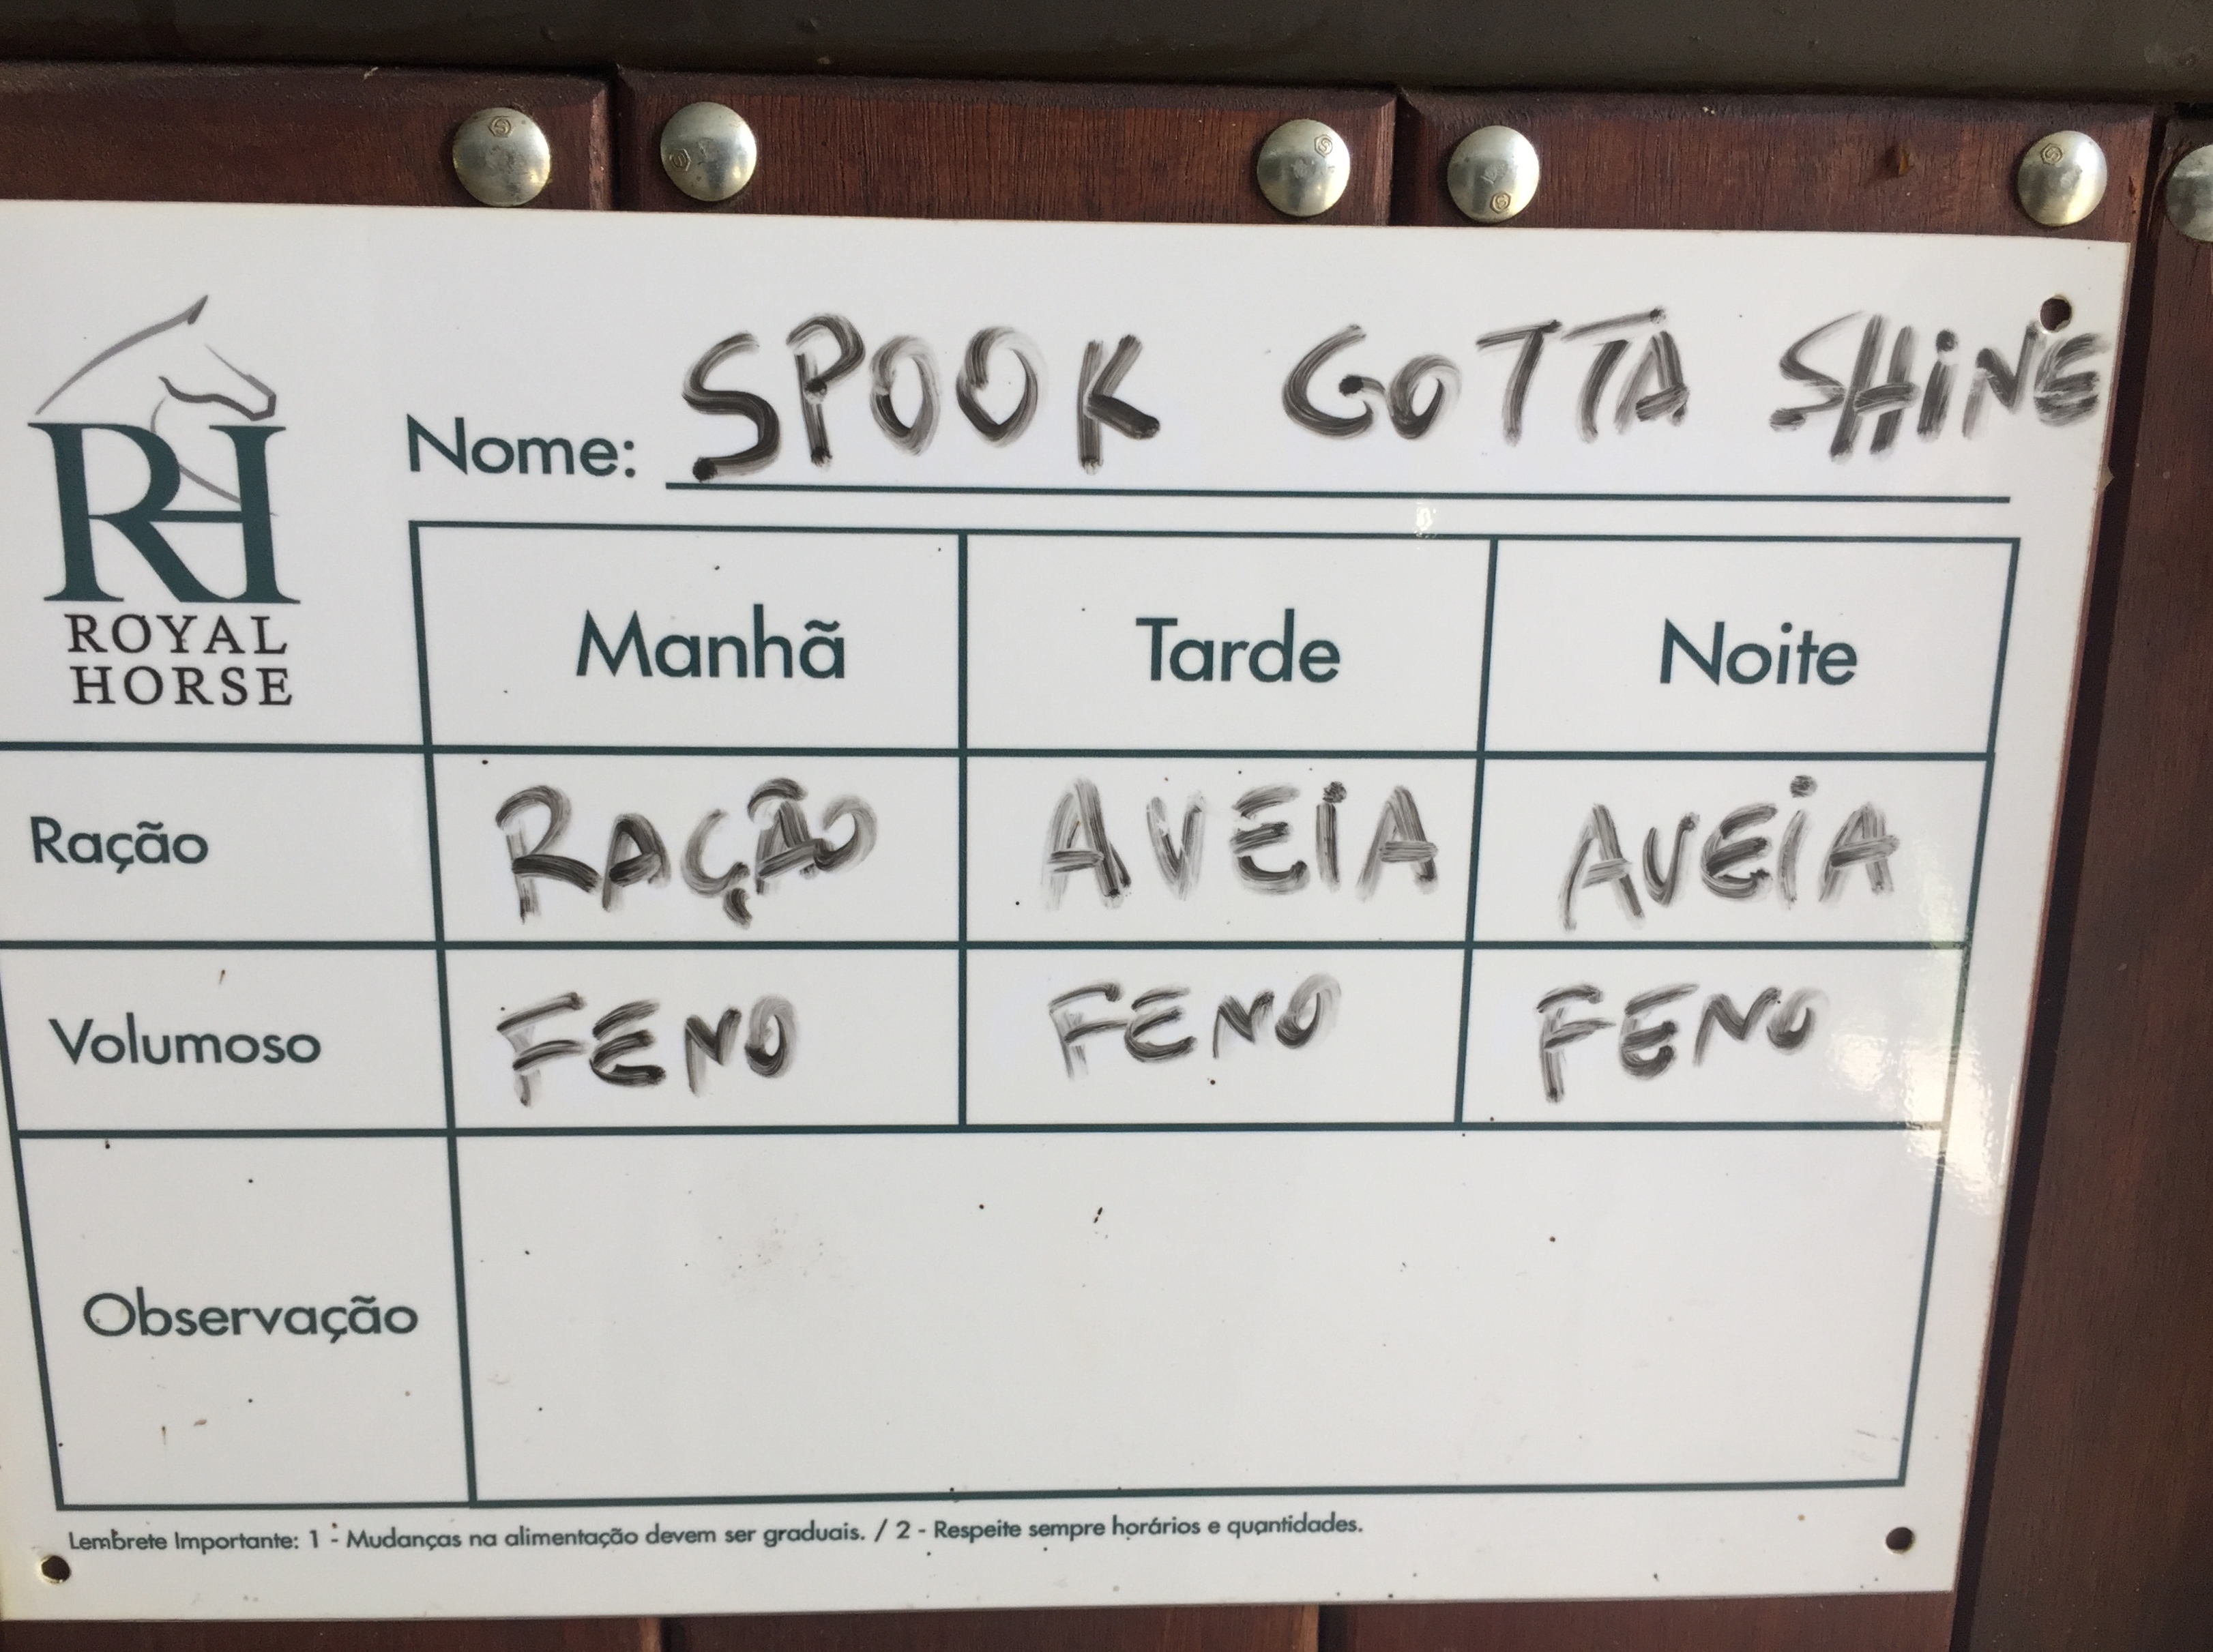 Nome: SPOOK GOTTA SHINE
RH
ROYAL
HORSE
Manhã Tarde Noite
Ração RAÇÃO AVEIA AVEIA
Volumoso FENO FENO FENO
Observação
Lembrete Importante: 1 - Mudanças na alimentação devem ser graduais. / 2 - Respeite sempre horários e quantidades.